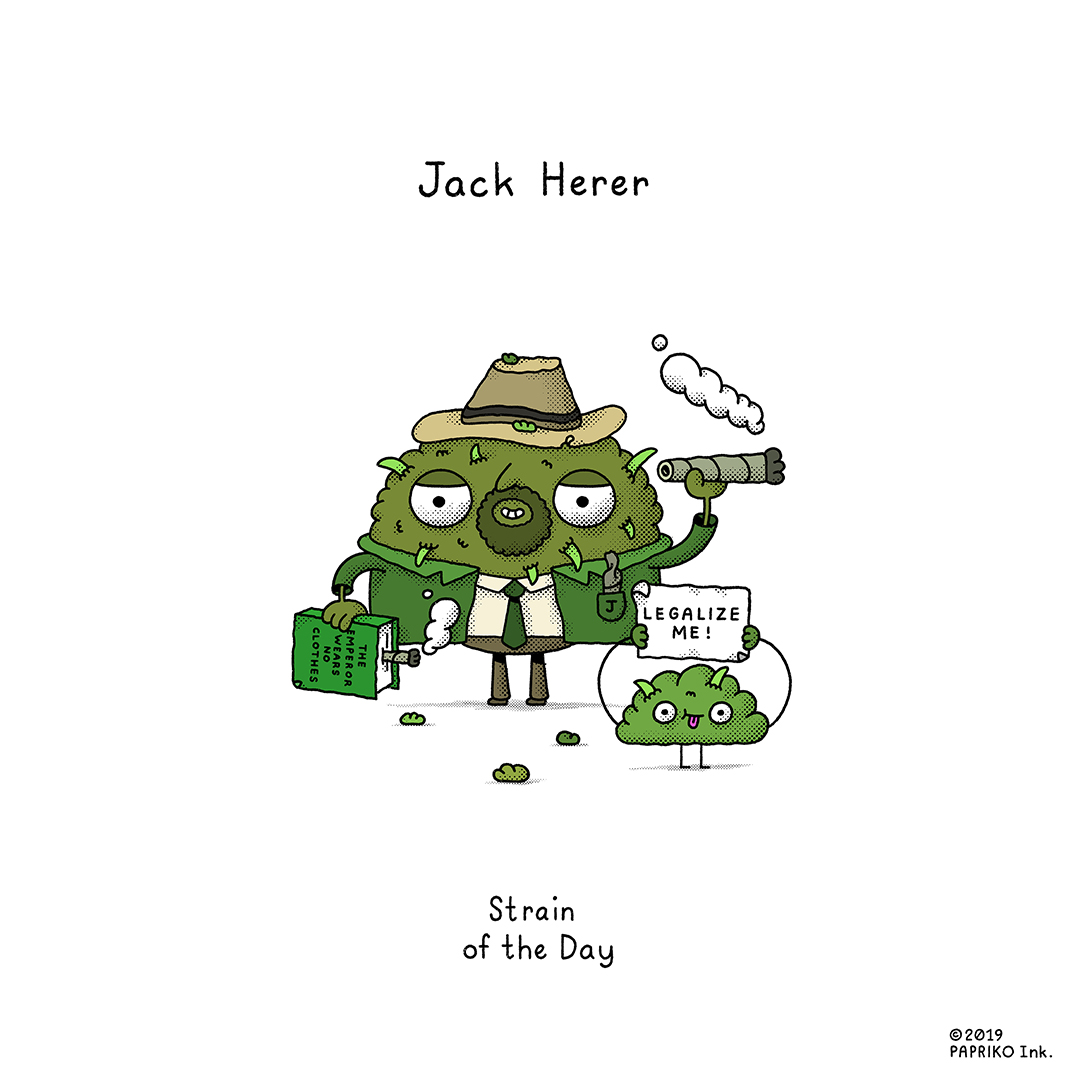 Jack Herer
THE
EMPEROR
WEARS
NO
CLOTHES
J
LEGALIZE
ME!
Strain
of the Day
©2019
PAPRIKO Ink.